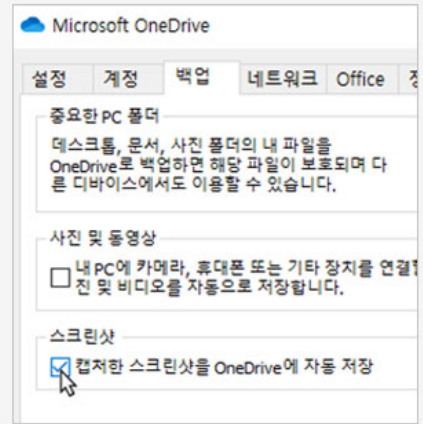 Microsoft OneDrive
설정 계정 백업 네트워크 Office
중요한 PC 폴더
데스크톱, 문서, 사진 폴더의 내 파일을
OneDrive로 백업하면 해당 파일이 보호되며 다
른 디바이스에서도 이용할 수 있습니다.
사진 및 동영상
내 PC에 카메라, 휴대폰 또는 기타 장치를 연결
진 및 비디오를 자동으로 저장합니다.
스크린샷
캡처한 스크린샷을 OneDrive에 자동 저장